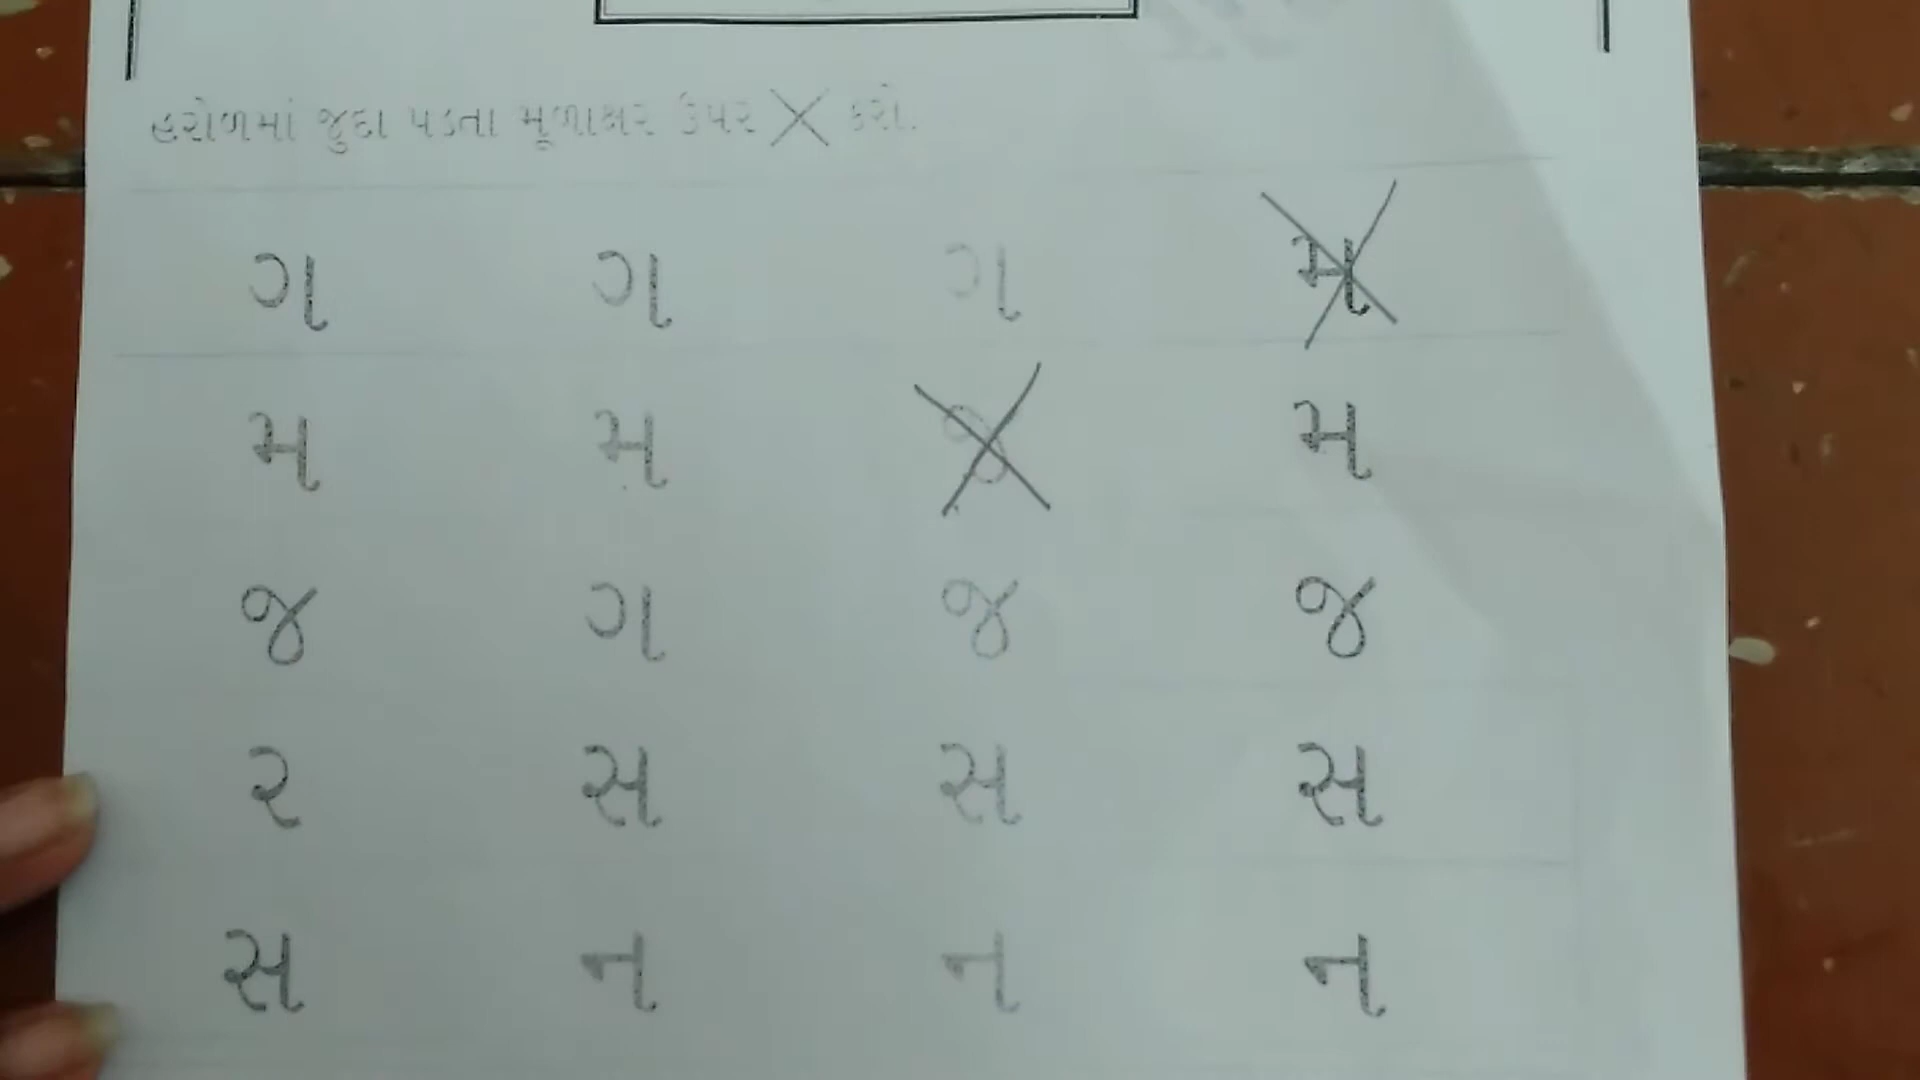 હરોળમાં જુદા પડતા મૂળાક્ષર ઉપર X કરો.
ગ ગ ગ મ
મ મ જ મ
જ ગ જ જ
ર સ સ સ
સ ન ન ન